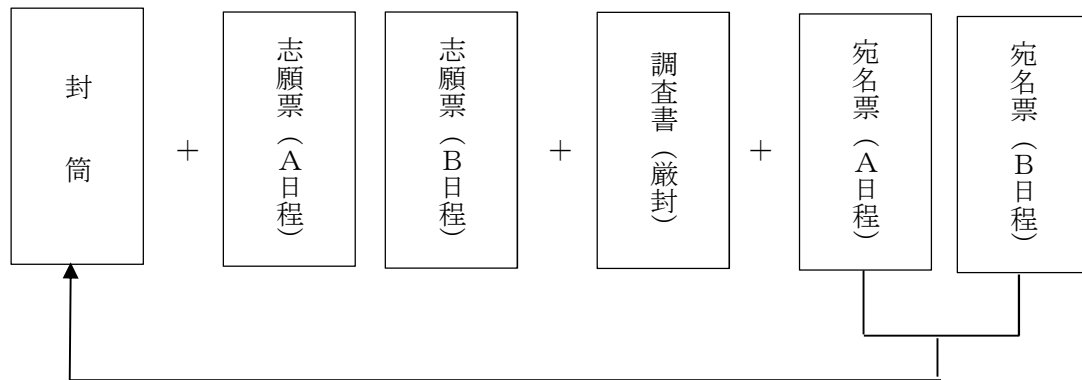 封筒
+
志願票（Ａ日程）
志願票（Ｂ日程）
+
調査書（厳封）
+
宛名票（Ａ日程）
宛名票（Ｂ日程）